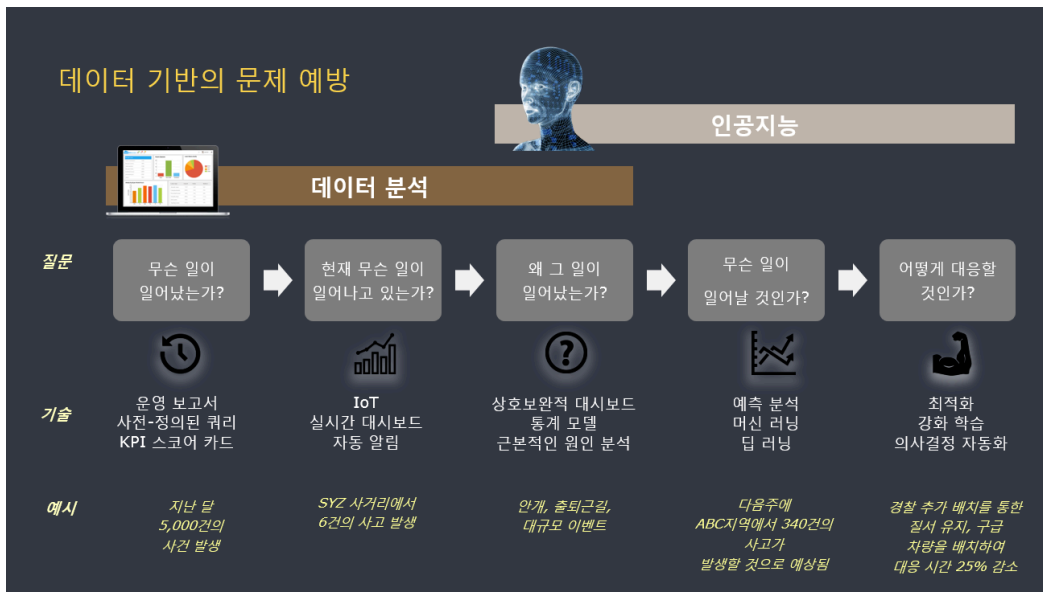 데이터 기반의 문제 예방
인공지능
데이터 분석
질문
무슨 일이
일어났는가?
현재 무슨 일이
일어나고 있는가?
왜 그 일이
일어났는가?
무슨 일이
일어날 것인가?
어떻게 대응할
것인가?
기술
운영 보고서
사전-정의된 쿼리
KPI 스코어 카드
IoT
실시간 대시보드
자동 알림
상호보완적 대시보드
통계 모델
근본적인 원인 분석
예측 분석
머신 러닝
딥 러닝
최적화
강화 학습
의사결정 자동화
예시
지난 달
5,000건의
사건 발생
SYZ 사거리에서
6건의 사고 발생
안개, 출퇴근길,
대규모 이벤트
다음주에
ABC지역에서 340건의
사고가
발생할 것으로 예상됨
경찰 추가 배치를 통한
질서 유지, 구급
차량을 배치하여
대응 시간 25% 감소